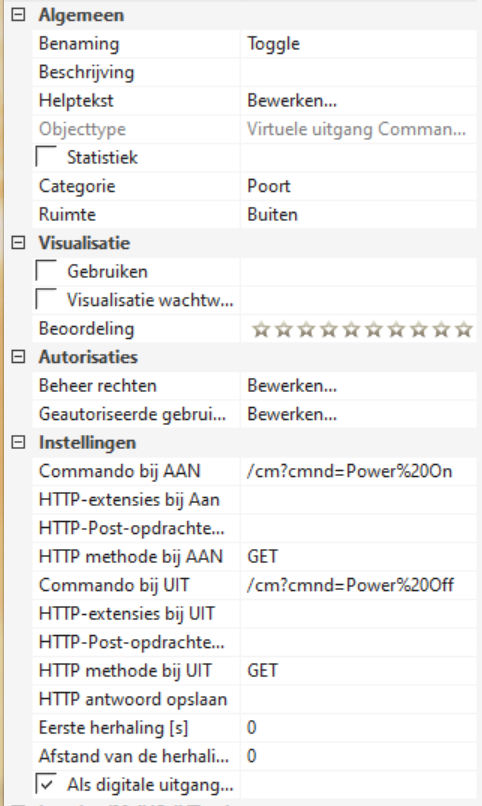 Algemeen
Benaming Toggle
Beschrijving
Helptekst Bewerken...
Objecttype Virtuele uitgang Comman...
Statistiek
Categorie Poort
Ruimte Buiten
Visualisatie
Gebruiken
Visualisatie wachtw...
Beoordeling
Autorisaties
Beheer rechten Bewerken...
Geautoriseerde gebrui... Bewerken...
Instellingen
Commando bij AAN /cm?cmnd=Power%20On
HTTP-extensies bij Aan
HTTP-Post-opdrachte...
HTTP methode bij AAN GET
Commando bij UIT /cm?cmnd=Power%20Off
HTTP-extensies bij UIT
HTTP-Post-opdrachte...
HTTP methode bij UIT GET
HTTP antwoord opslaan
Eerste herhaling [s] 0
Afstand van de herhali... 0
Als digitale uitgang...